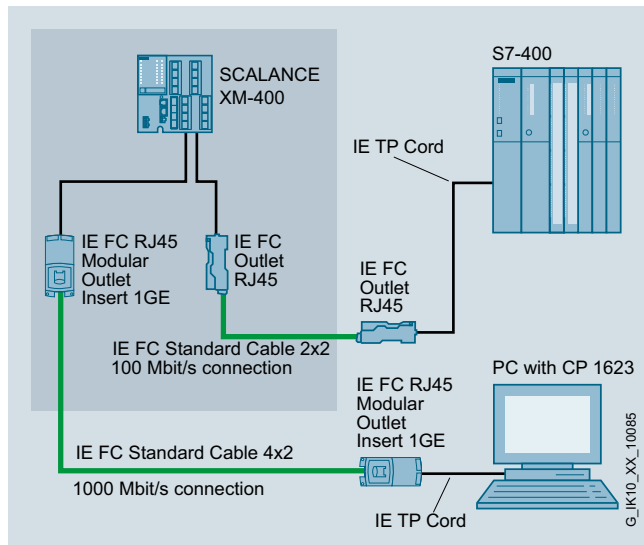 SCALANCE
XM-400
S7-400
IE TP Cord
IE FC RJ45
Modular
Outlet
Insert 1GE
IE FC
Outlet
RJ45
IE FC
Outlet
RJ45
IE FC Standard Cable 2x2
100 Mbit/s connection
IE FC RJ45
Modular
Outlet
Insert 1GE
PC with CP 1623
IE FC Standard Cable 4x2
1000 Mbit/s connection
IE TP Cord
G_IK10_XX_10085